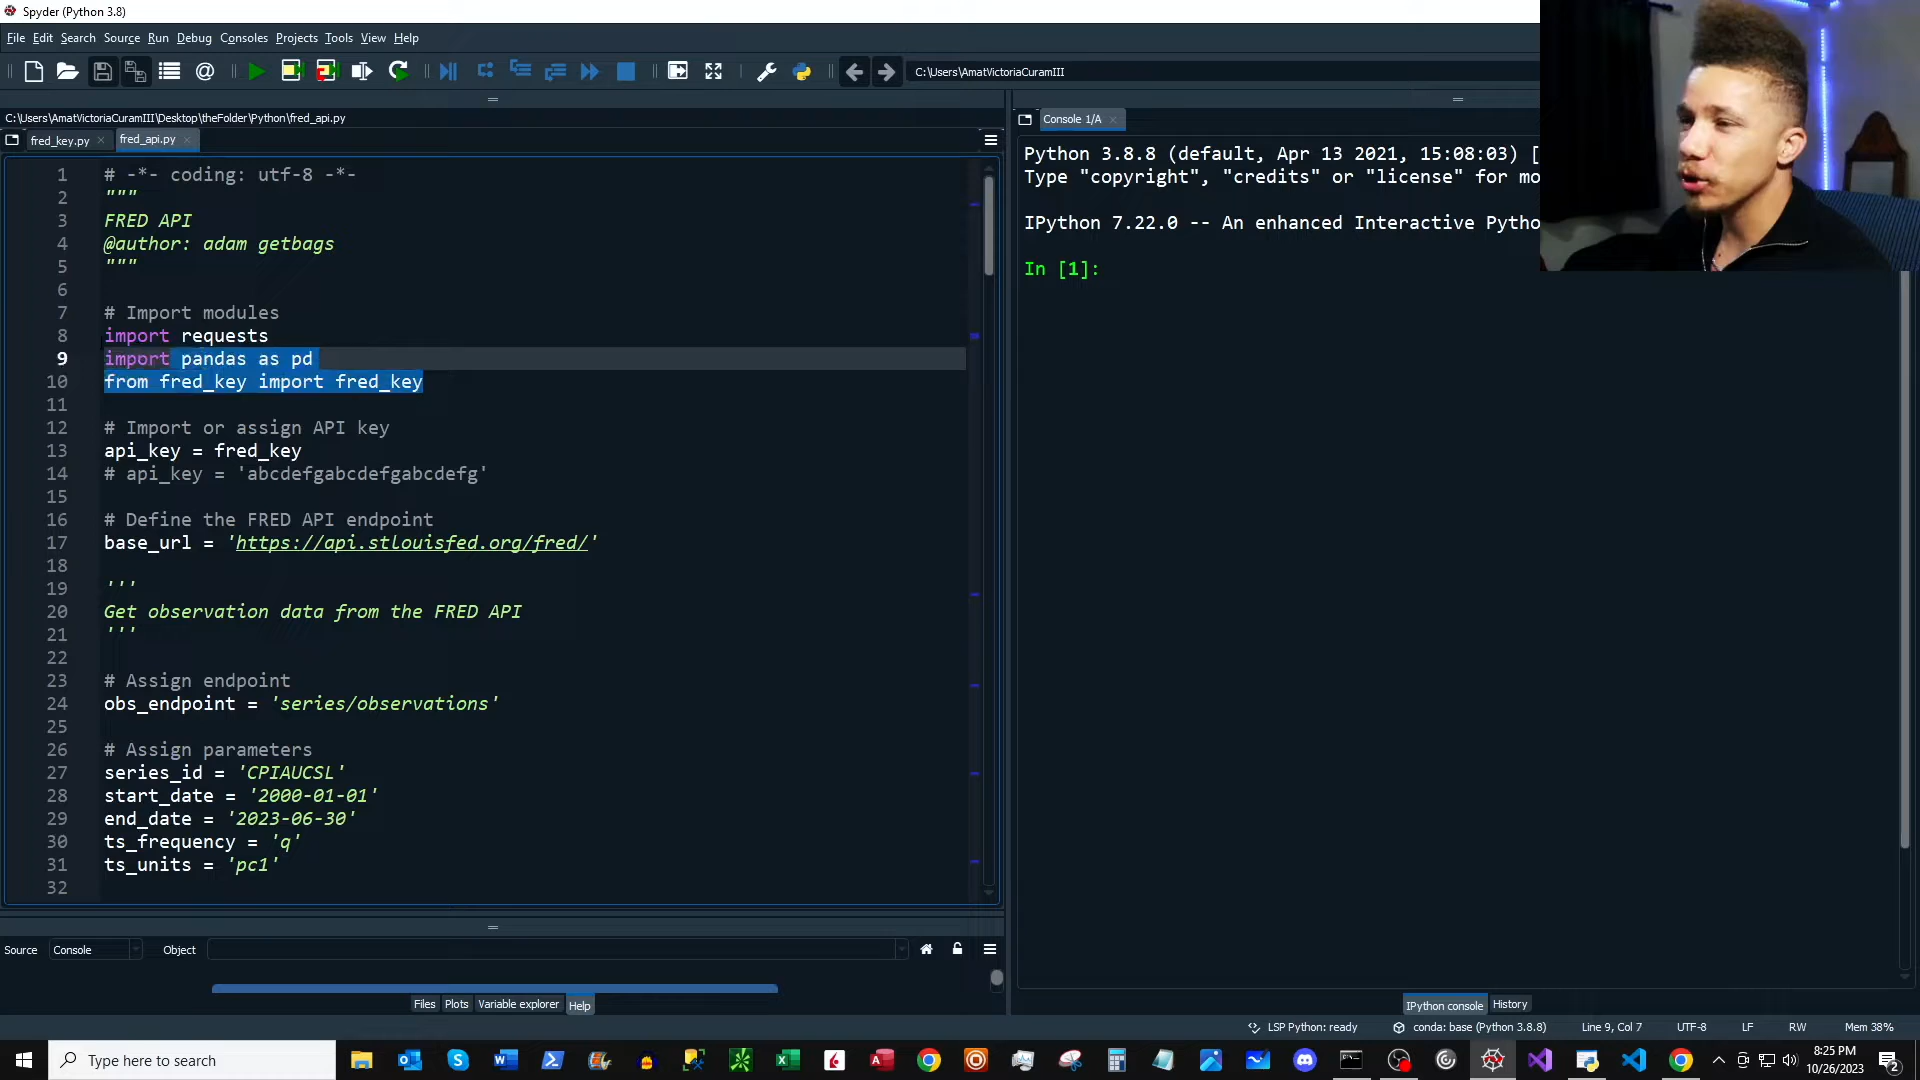 Spyder (Python 3.8)
File Edit Search Source Run Debug Consoles Projects Tools View Help
C:\Users\AmatVictoriaCuramIII
C:\Users\AmatVictoriaCuramIII\Desktop\theFolder\Python\fred_api.py
fred_key.py
fred_api.py
1 # -*- coding: utf-8 -*-
2 """
3 FRED API
4 @author: adam getbags
5 """
6
7 # Import modules
8 import requests
9 import pandas as pd
10 from fred_key import fred_key
11
12 # Import or assign API key
13 api_key = fred_key
14 # api_key = 'abcdefgabcdefgabcdefg'
15
16 # Define the FRED API endpoint
17 base_url = 'https://api.stlouisfed.org/fred/'
18
19 '''
20 Get observation data from the FRED API
21 '''
22
23 # Assign endpoint
24 obs_endpoint = 'series/observations'
25
26 # Assign parameters
27 series_id = 'CPIAUCSL'
28 start_date = '2000-01-01'
29 end_date = '2023-06-30'
30 ts_frequency = 'q'
31 ts_units = 'pc1'
32
Source Console Object
Files Plots Variable explorer Help
Console 1/A
Python 3.8.8 (default, Apr 13 2021, 15:08:03) [
Type "copyright", "credits" or "license" for mo
IPython 7.22.0 -- An enhanced Interactive Pytho
In [1]:
IPython console History
LSP Python: ready conda: base (Python 3.8.8) Line 9, Col 7 UTF-8 LF RW Mem 38%
Type here to search
8:25 PM
10/26/2023
2